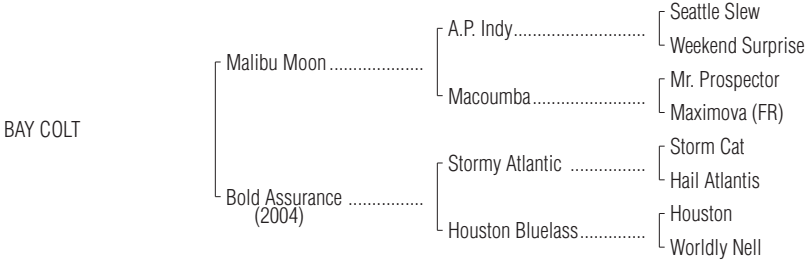 Seattle Slew
A.P. Indy............................
Weekend Surprise
Malibu Moon ....................
Mr. Prospector
Macoumba........................
Maximova (FR)
BAY COLT
Storm Cat
Stormy Atlantic ................
Hail Atlantis
Bold Assurance ................
(2004)
Houston
Houston Bluelass..............
Worldly Nell